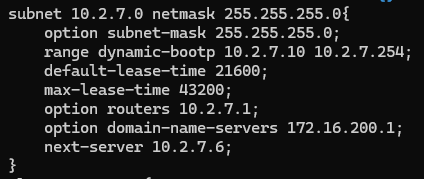 subnet 10.2.7.0 netmask 255.255.255.0{
    option subnet-mask 255.255.255.0;
    range dynamic-bootp 10.2.7.10 10.2.7.254;
    default-lease-time 21600;
    max-lease-time 43200;
    option routers 10.2.7.1;
    option domain-name-servers 172.16.200.1;
    next-server 10.2.7.6;
}